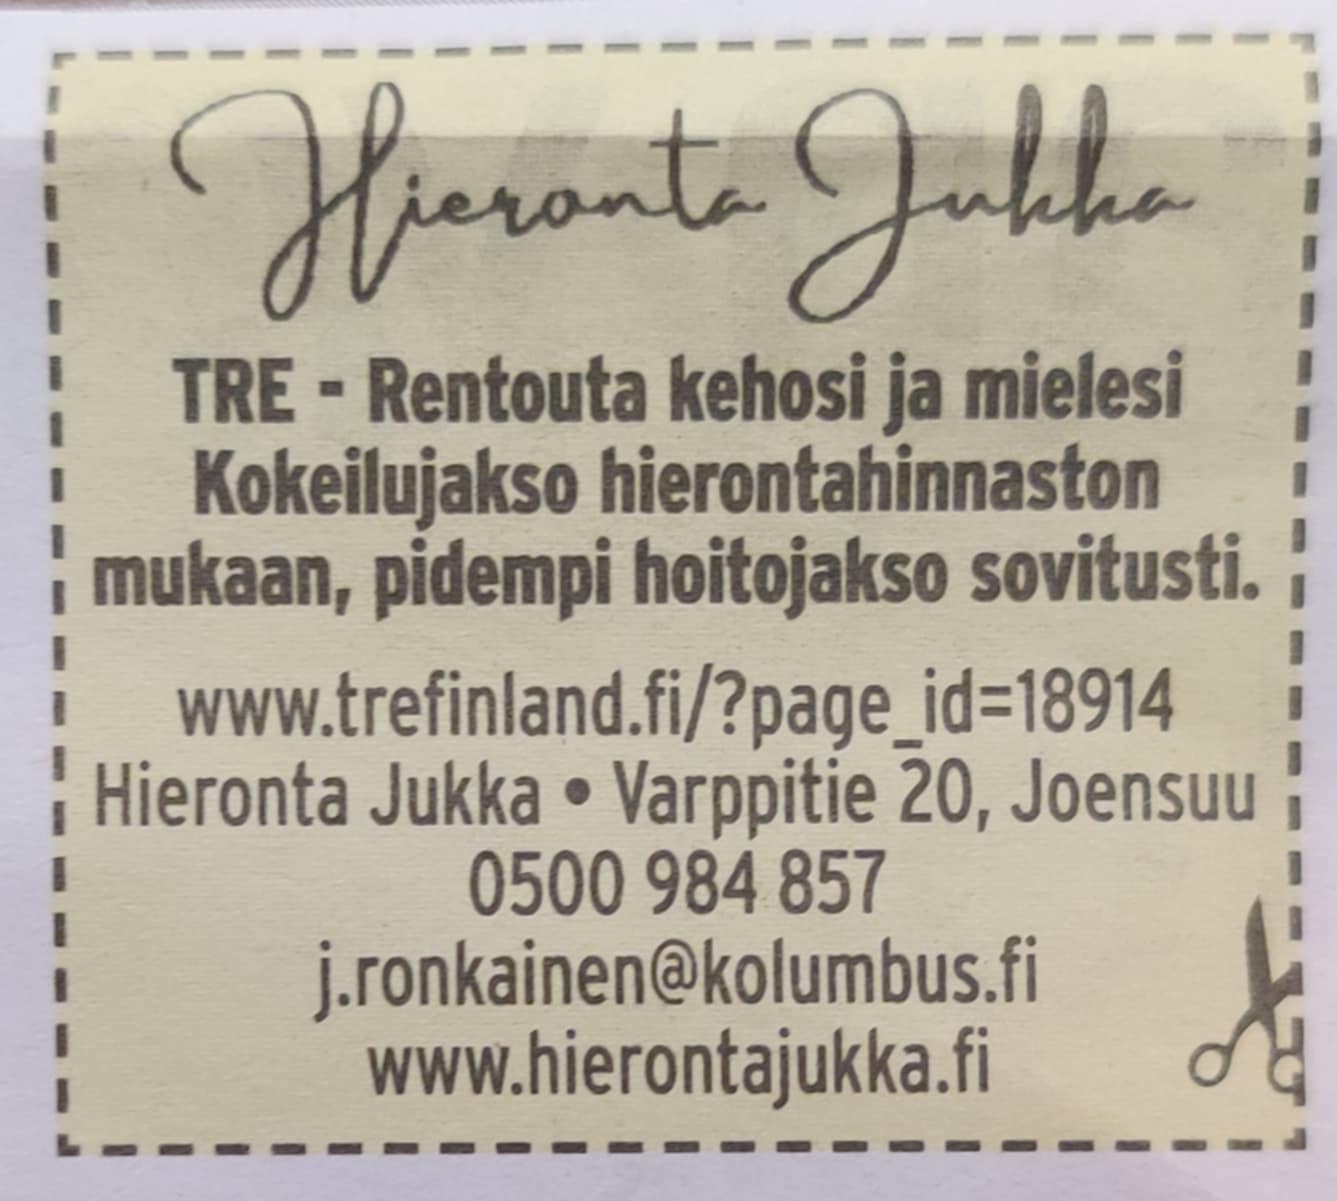 Hieronta Jukka
TRE - Rentouta kehosi ja mielesi
Kokeilujakso hierontahinnaston
mukaan, pidempi hoitojakso sovitusti.
www.trefinland.fi/?page_id=18914
Hieronta Jukka • Varppitie 20, Joensuu
0500 984 857
j.ronkainen@kolumbus.fi
www.hierontajukka.fi